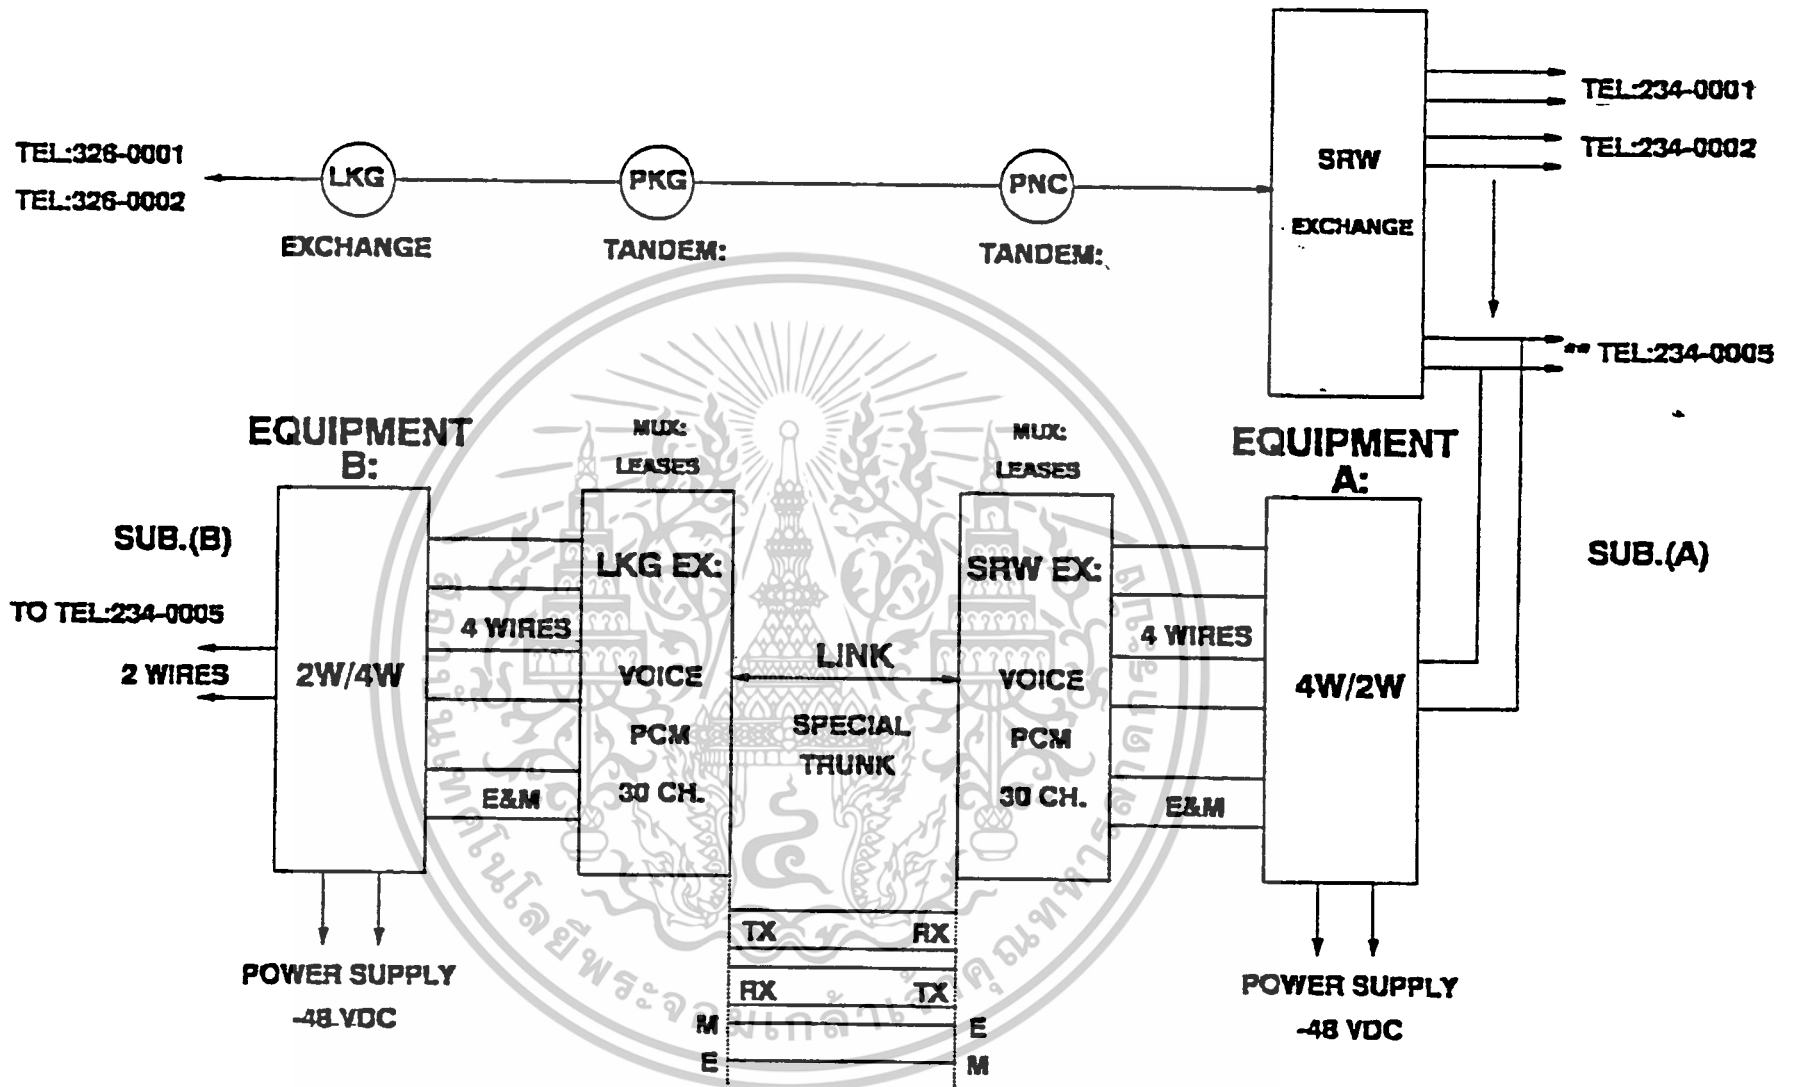 TEL:326-0001
TEL:326-0002
LKG
EXCHANGE
PKG
TANDEM:
PNC
TANDEM:
SRW
EXCHANGE
TEL:234-0001
TEL:234-0002
** TEL:234-0005
EQUIPMENT
B:
MUX:
LEASES
MUX:
LEASES
EQUIPMENT
A:
SUB.(B)
TO TEL:234-0005
2 WIRES
2W/4W
4 WIRES
E&M
LKG EX:
VOICE
PCM
30 CH.
LINK
SPECIAL
TRUNK
SRW EX:
VOICE
PCM
30 CH.
4 WIRES
E&M
4W/2W
SUB.(A)
POWER SUPPLY
-48 VDC
TX RX
RX TX
M E
E M
POWER SUPPLY
-48 VDC